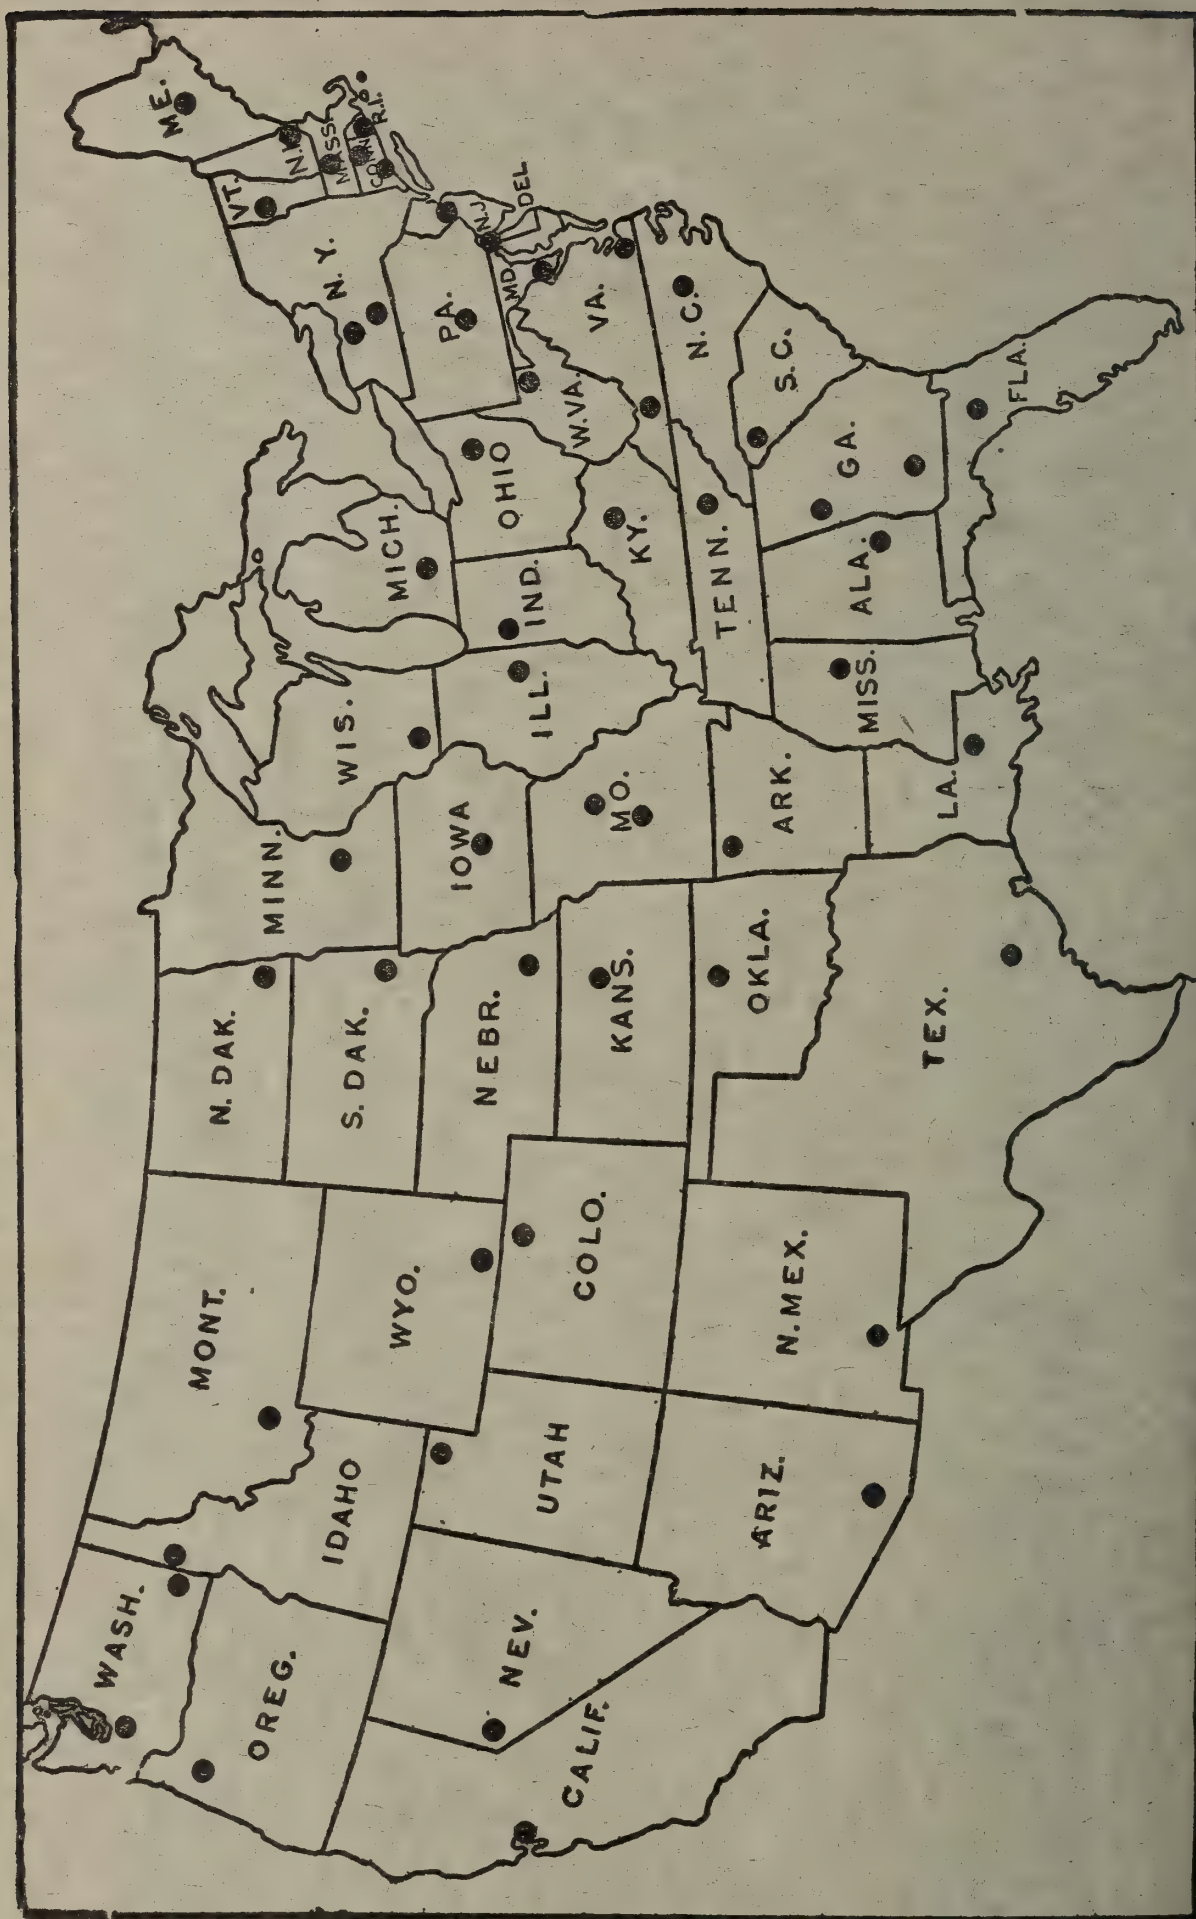 WASH.
OREG.
CALIF.
NEV.
IDAHO
MONT.
WYO.
UTAH
ARIZ.
COLO.
N. MEX.
N. DAK.
S. DAK.
NEBR.
KANS.
OKLA.
TEX.
MINN.
IOWA
MO.
ARK.
LA.
WIS.
ILL.
MISS.
MICH.
IND.
OHIO
KY.
TENN.
ALA.
GA.
FLA.
S.C.
N.C.
VA.
W.VA.
MD.
DEL.
PA.
N.J.
N.Y.
VT.
N.H.
ME.
MASS.
CONN.
R.I.